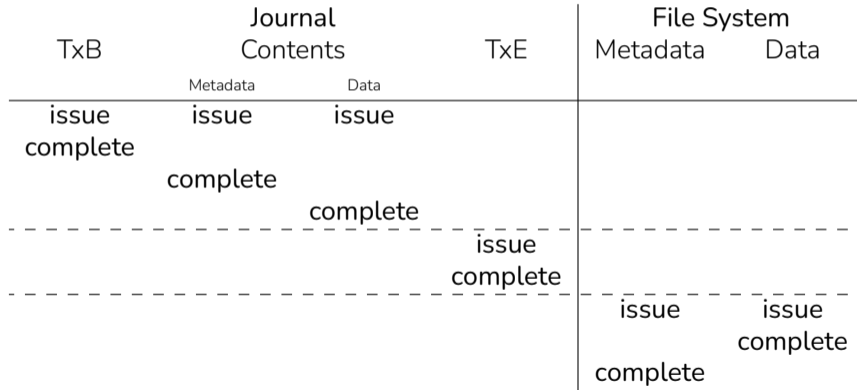 Journal File System
TxB Contents TxE Metadata Data
Metadata Data
issue issue issue
complete
complete
complete
issue
complete
issue issue
complete
complete